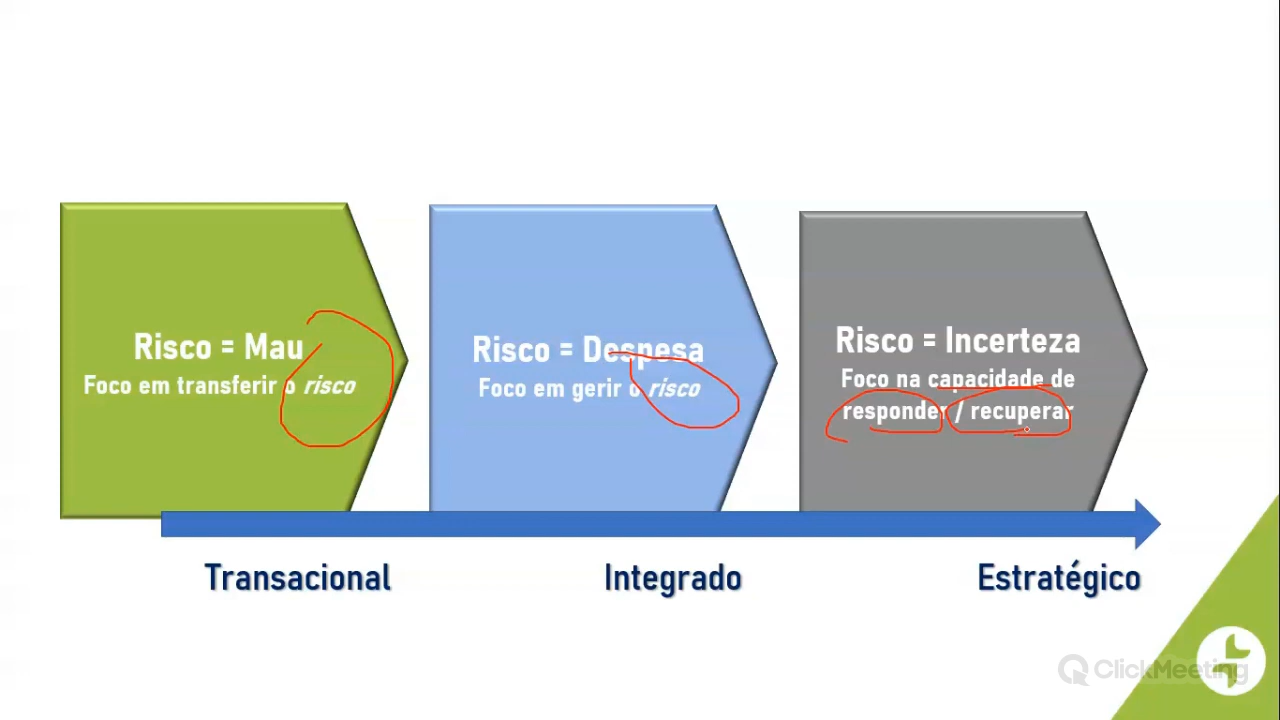 Risco = Mau
Foco em transferir o risco
Risco = Despesa
Foco em gerir o risco
Risco = Incerteza
Foco na capacidade de
responder / recuperar
Transacional
Integrado
Estratégico
ClickMeeting